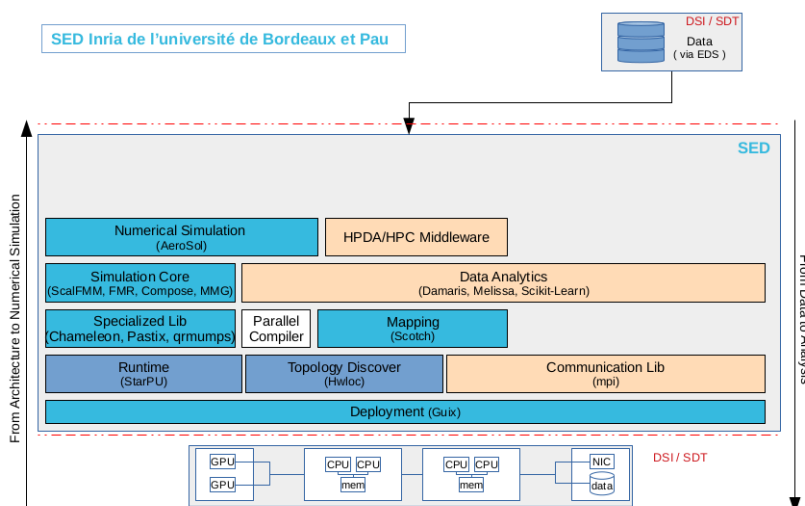 DSI / SDT
SED Inria de l'université de Bordeaux et Pau
Data
( via EDS )
SED
From Architecture to Numerical Simulation
From Data to Analysis
Numerical Simulation
(AeroSol)
HPDA/HPC Middleware
Simulation Core
(ScalFMM, FMR, Compose, MMG)
Data Analytics
(Damaris, Melissa, Scikit-Learn)
Specialized Lib
(Chameleon, Pastix, qrmumps)
Parallel
Compiler
Mapping
(Scotch)
Runtime
(StarPU)
Topology Discover
(Hwloc)
Communication Lib
(mpi)
Deployment (Guix)
DSI / SDT
GPU
GPU
CPU CPU
mem
CPU CPU
mem
NIC
data